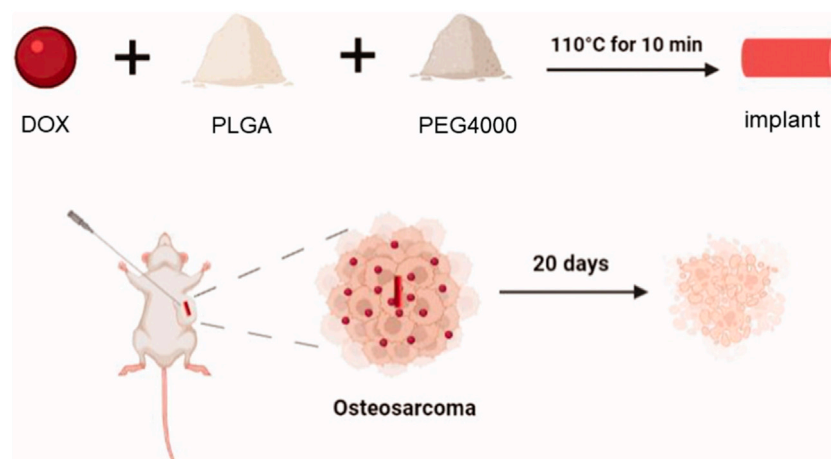 110°C for 10 min
DOX
PLGA
PEG4000
implant
20 days
Osteosarcoma